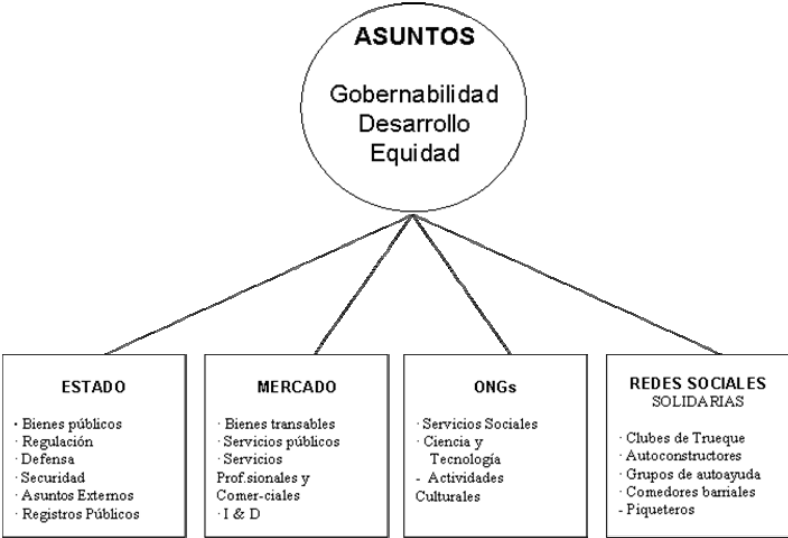 ASUNTOS
Gobernabilidad
Desarrollo
Equidad
ESTADO
· Bienes públicos
· Regulación
· Defensa
· Securidad
· Asuntos Externos
· Registros Públicos
MERCADO
· Bienes transables
· Servicios públicos
· Servicios
Prof.sionales y
Comer-ciales
· I & D
ONGs
· Servicios Sociales
· Ciencia y
Tecnología
- Actividades
Culturales
REDES SOCIALES
SOLIDARIAS
· Clubes de Trueque
· Autoconstructores
· Grupos de autoayuda
· Comedores barriales
- Piqueteros